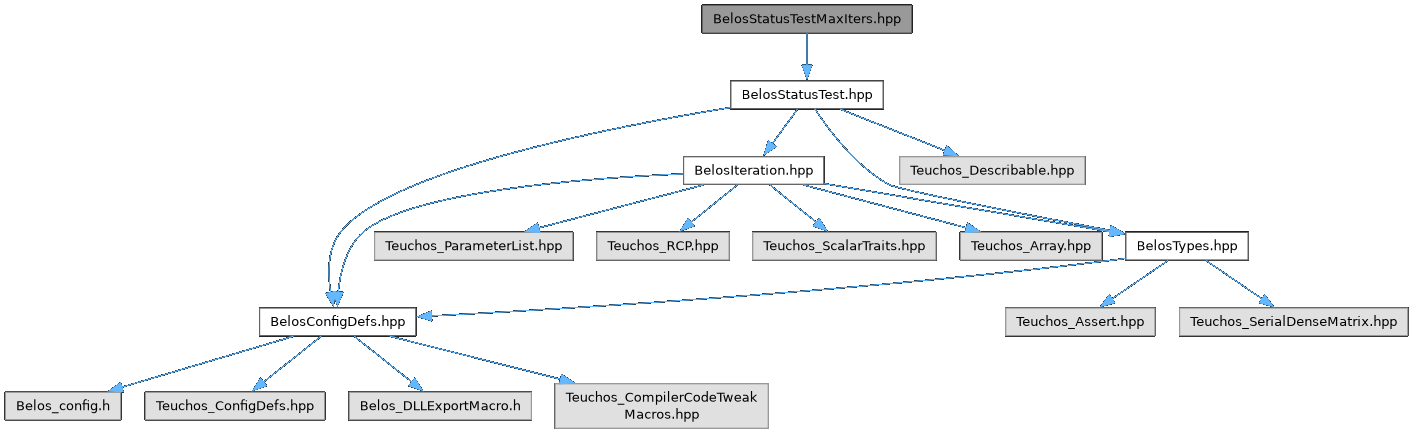 BelosStatusTestMaxIters.hpp
BelosStatusTest.hpp
BelosIteration.hpp
Teuchos_Describable.hpp
Teuchos_ParameterList.hpp
Teuchos_RCP.hpp
Teuchos_ScalarTraits.hpp
Teuchos_Array.hpp
BelosTypes.hpp
BelosConfigDefs.hpp
Teuchos_Assert.hpp
Teuchos_SerialDenseMatrix.hpp
Belos_config.h
Teuchos_ConfigDefs.hpp
Belos_DLLExportMacro.h
Teuchos_CompilerCodeTweak
Macros.hpp